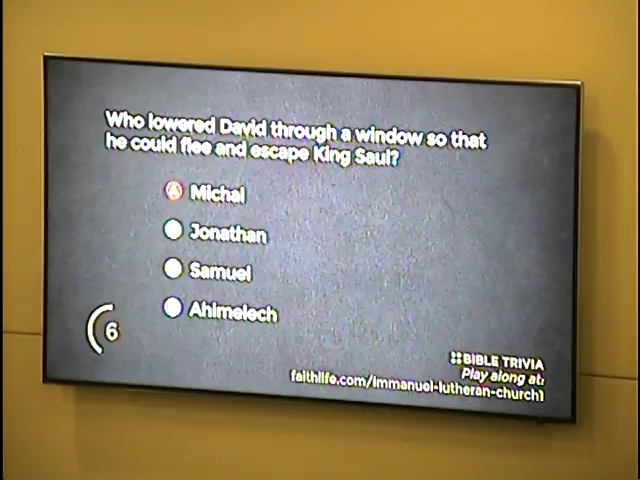 Who lowered David through a window so that
he could flee and escape King Saul?
A Michal
Jonathan
Samuel
Ahimelech
6
BIBLE TRIVIA
Play along at:
faithlife.com/immanuel-lutheran-church1